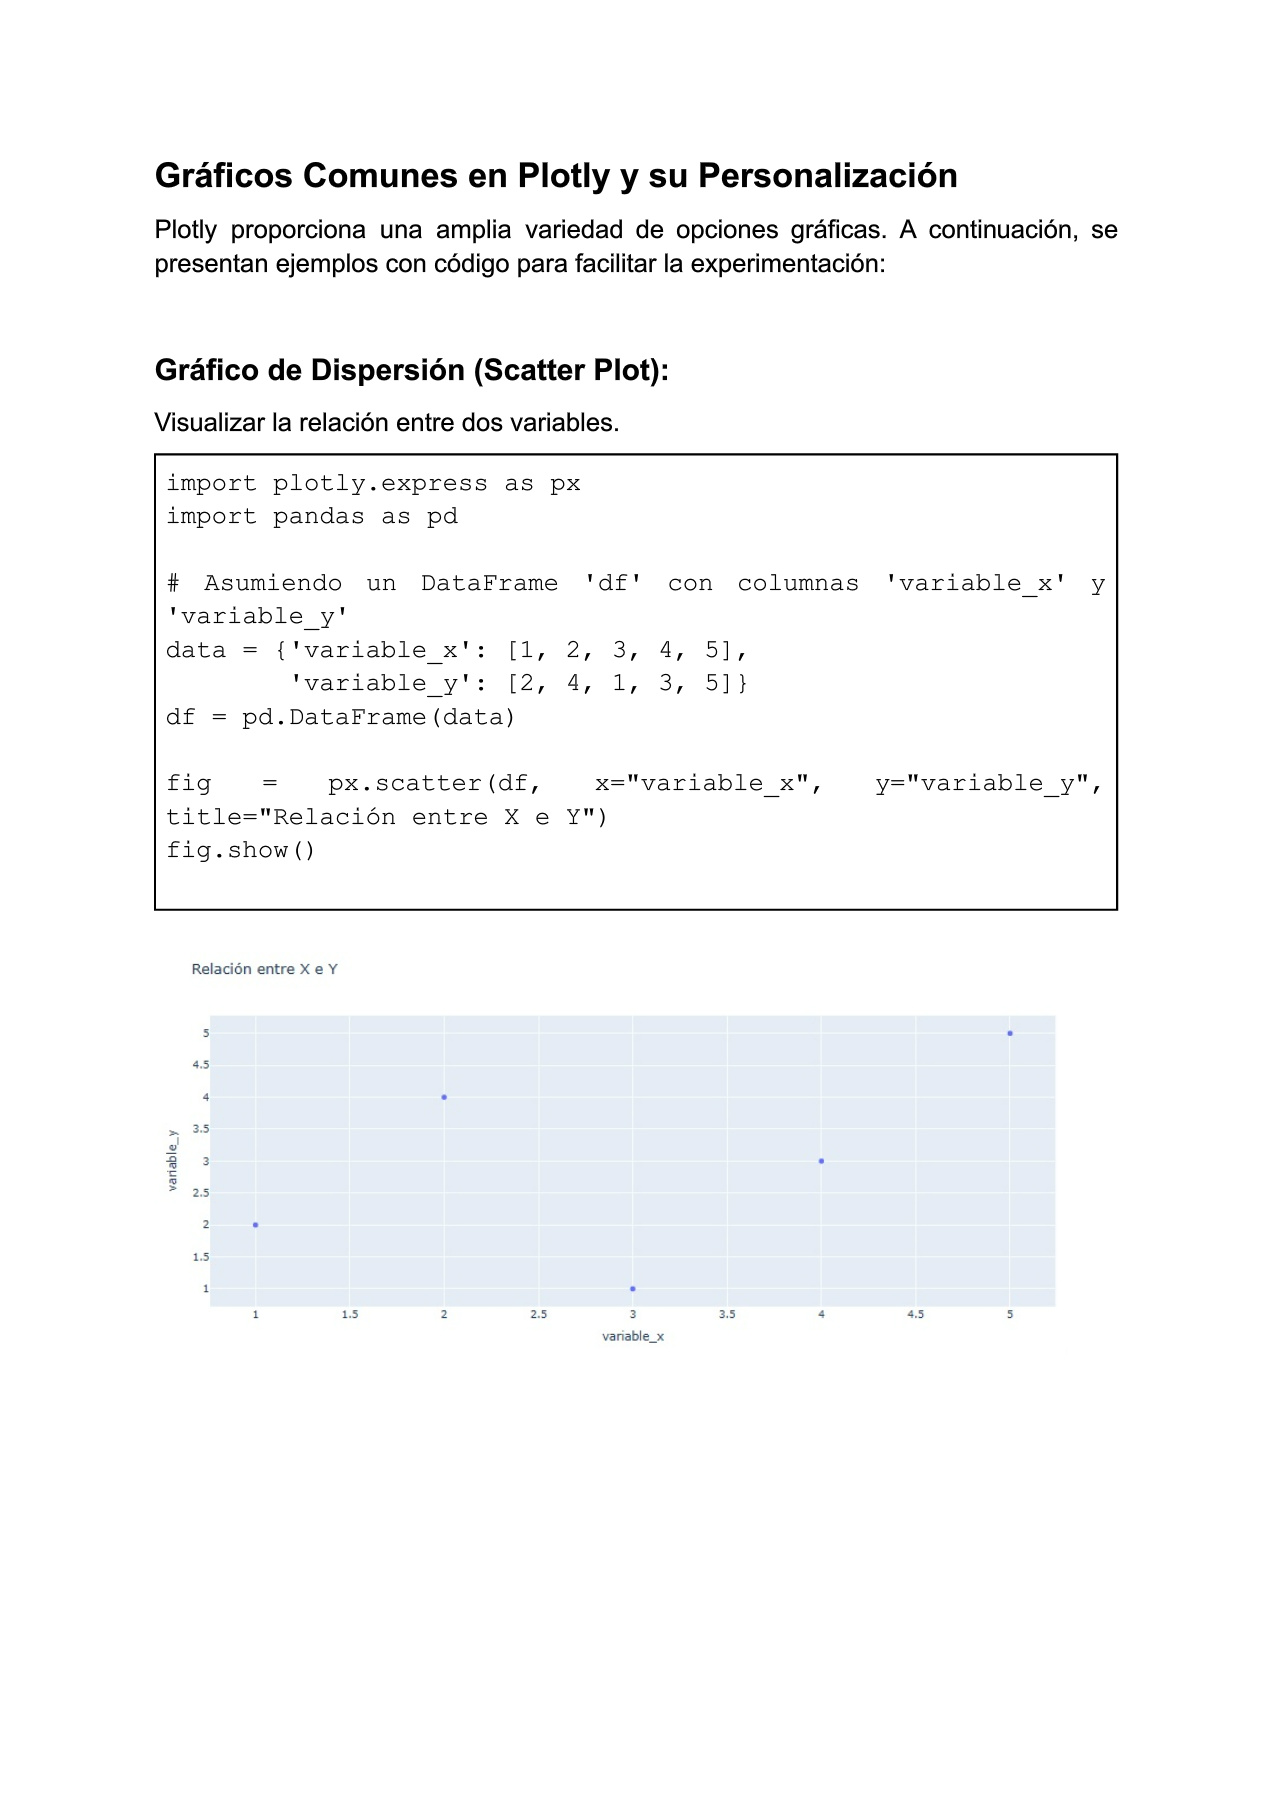 Gráficos Comunes en Plotly y su Personalización
Plotly proporciona una amplia variedad de opciones gráficas. A continuación, se
presentan ejemplos con código para facilitar la experimentación:
Gráfico de Dispersión (Scatter Plot):
Visualizar la relación entre dos variables.
import plotly.express as px
import pandas as pd
# Asumiendo un DataFrame 'df' con columnas 'variable_x' y
'variable_y'
data = {'variable_x': [1, 2, 3, 4, 5],
        'variable_y': [2, 4, 1, 3, 5]}
df = pd.DataFrame(data)
fig = px.scatter(df, x="variable_x", y="variable_y",
title="Relación entre X e Y")
fig.show()
Relación entre X e Y
5
4.5
4
3.5
3
2.5
2
1.5
1
variable_y
1 1.5 2 2.5 3 3.5 4 4.5 5
variable_x